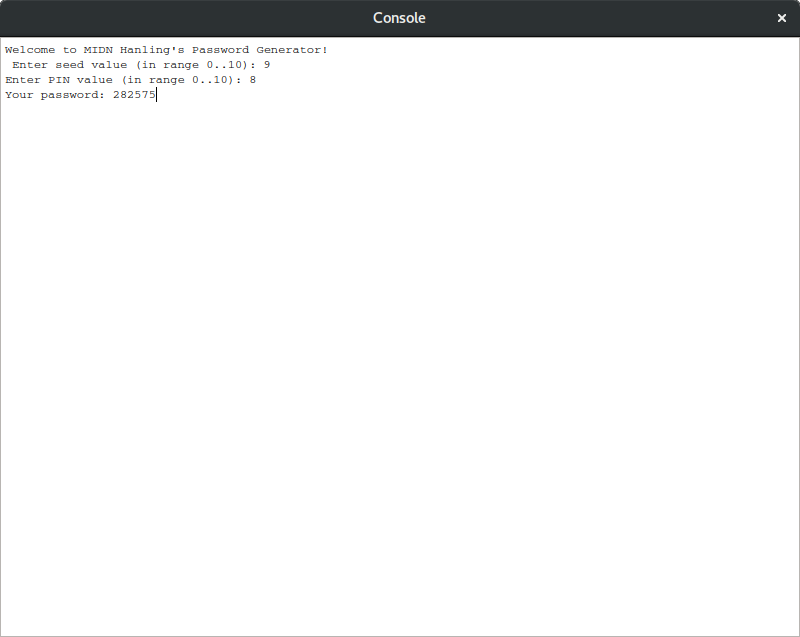 Console
Welcome to MIDN Hanling's Password Generator!
Enter seed value (in range 0..10): 9
Enter PIN value (in range 0..10): 8
Your password: 282575